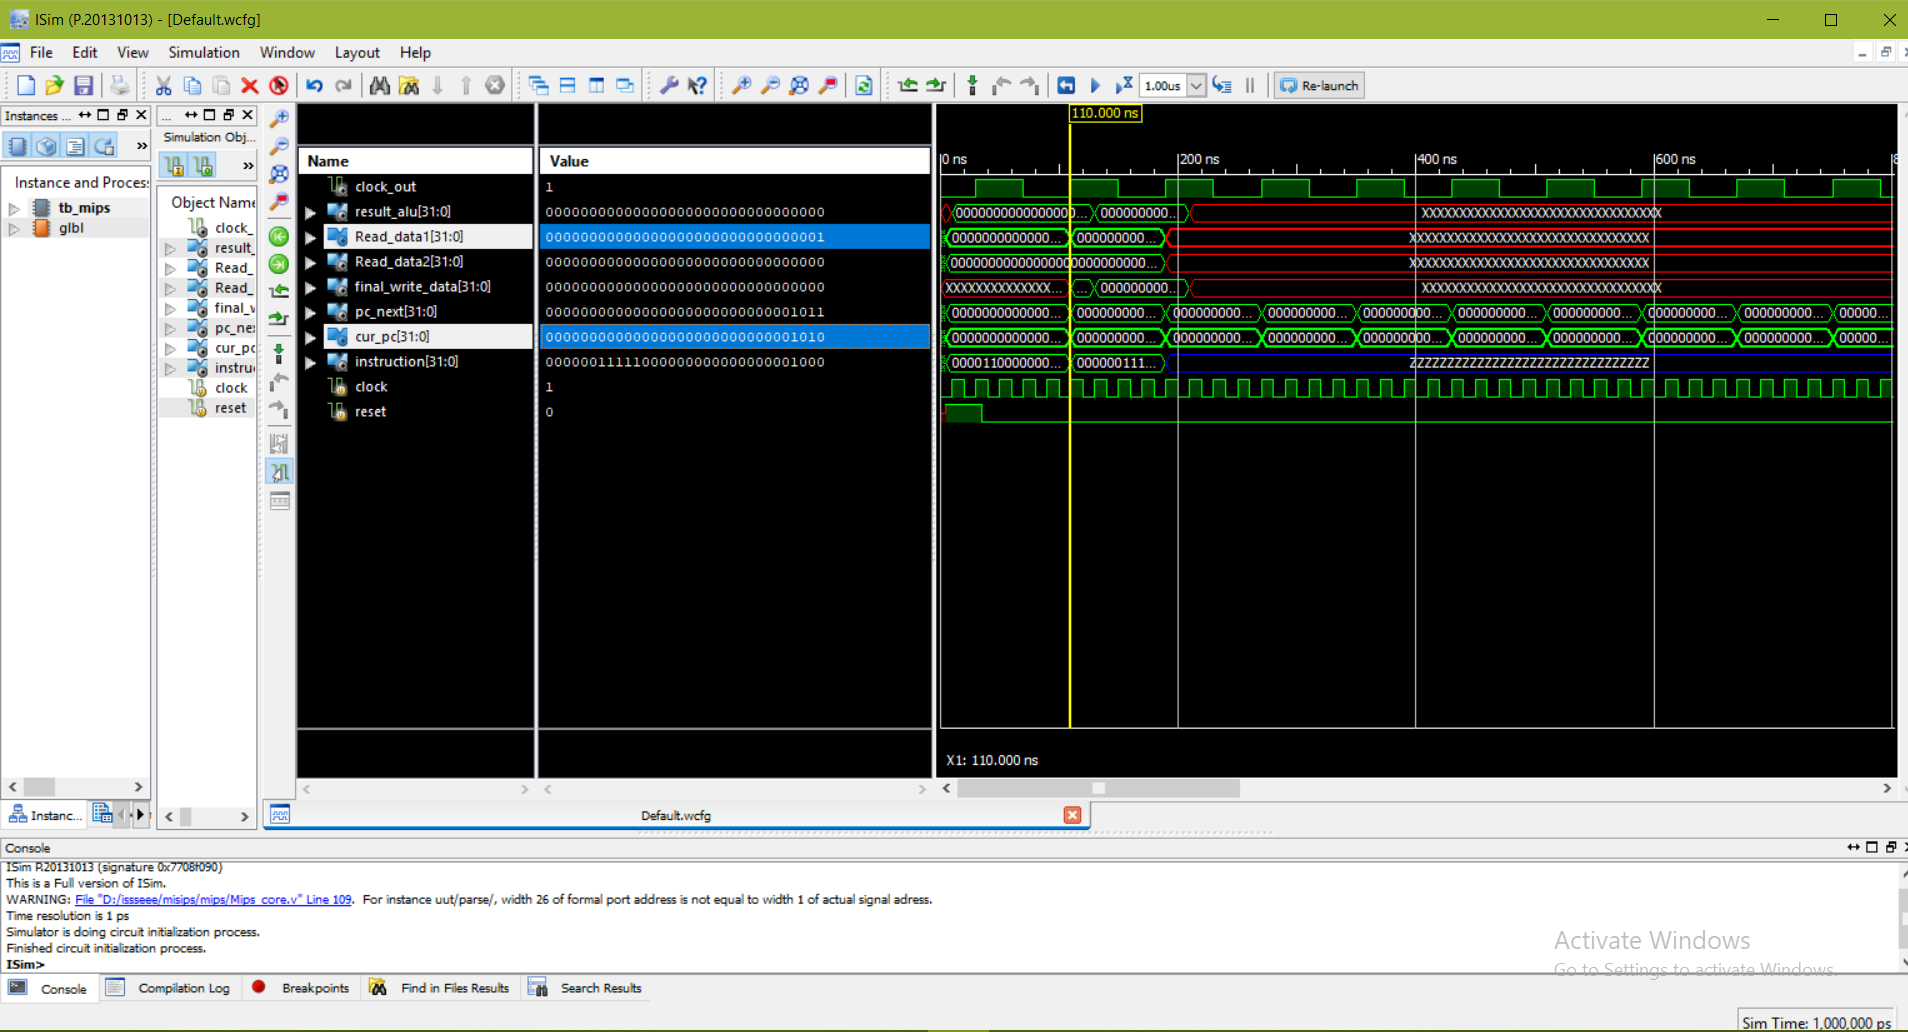 ISim (P.20131013) - [Default.wcfg]
File Edit View Simulation Window Layout Help
1.00us Re-launch
Instances ...
...
Simulation Obj...
Instance and Process
tb_mips
glbl
Object Name
clock_
result_
Read_
Read_
final_w
pc_nex
cur_pc
instruc
clock
reset
Name Value
clock_out 1
result_alu[31:0] 00000000000000000000000000000000
Read_data1[31:0] 00000000000000000000000000000001
Read_data2[31:0] 00000000000000000000000000000000
final_write_data[31:0] 00000000000000000000000000000000
pc_next[31:0] 00000000000000000000000000001011
cur_pc[31:0] 00000000000000000000000000001010
instruction[31:0] 00000011111000000000000000001000
clock 1
reset 0
110.000 ns
0 ns 200 ns 400 ns 600 ns 8
0000000000000000... 000000000... XXXXXXXXXXXXXXXXXXXXXXXXXXXXXXXX
0000000000000... 000000000... XXXXXXXXXXXXXXXXXXXXXXXXXXXXXXXX
00000000000000000000000000... XXXXXXXXXXXXXXXXXXXXXXXXXXXXXXXX
XXXXXXXXXXXXXX... ... 000000000... XXXXXXXXXXXXXXXXXXXXXXXXXXXXXXXX
0000000000000... 000000000... 000000000... 000000000... 000000000... 000000000... 000000000... 000000000... 000000000... 00000...
0000000000000... 000000000... 000000000... 000000000... 000000000... 000000000... 000000000... 000000000... 000000000... 00000...
0000110000000... 000000111... ZZZZZZZZZZZZZZZZZZZZZZZZZZZZZZZZ
X1: 110.000 ns
Instanc...
Default.wcfg
Console
ISim P.20131013 (signature 0x7708f090)
This is a Full version of ISim.
WARNING: File "D:/issseee/misips/mips/Mips_core.v" Line 109. For instance uut/parse/, width 26 of formal port address is not equal to width 1 of actual signal adress.
Time resolution is 1 ps
Simulator is doing circuit initialization process.
Finished circuit initialization process.
ISim>
Activate Windows
Go to Settings to activate Windows.
Console Compilation Log Breakpoints Find in Files Results Search Results
Sim Time: 1,000,000 ps